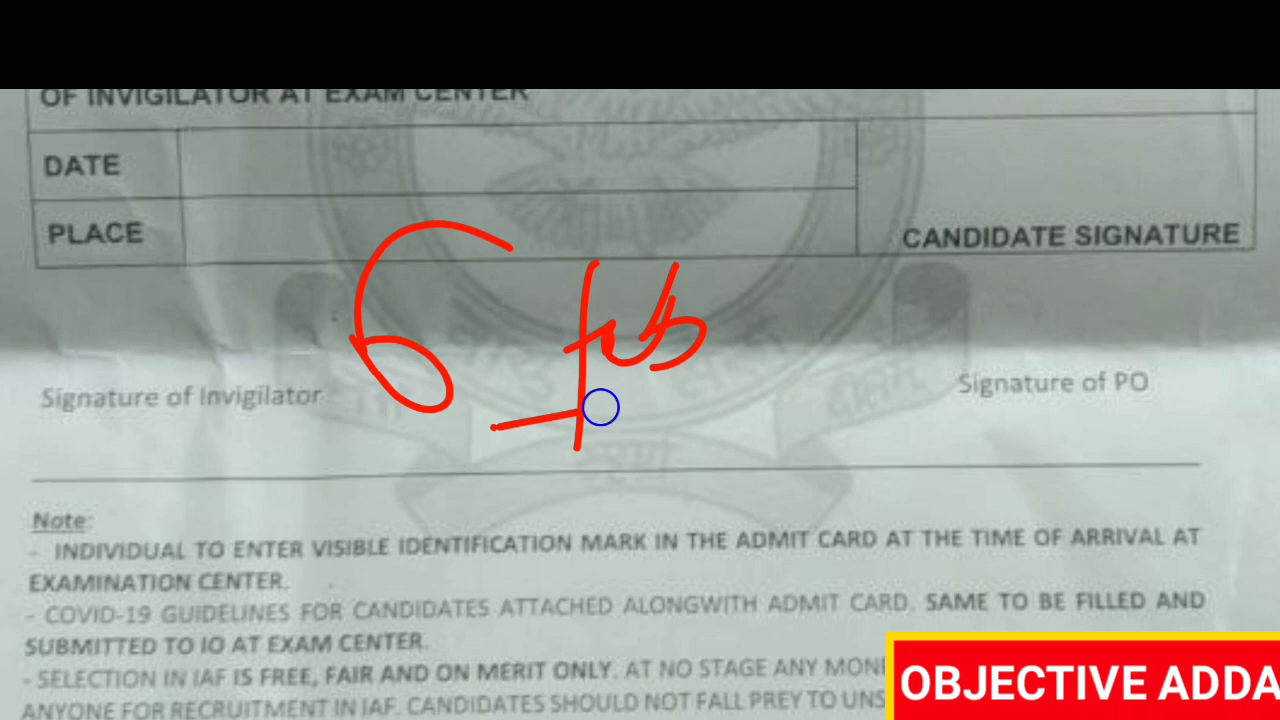 OF INVIGILATOR AT EXAM CENTER
DATE
PLACE
CANDIDATE SIGNATURE
6 feb
Signature of Invigilator
Signature of PO
Note:
- INDIVIDUAL TO ENTER VISIBLE IDENTIFICATION MARK IN THE ADMIT CARD AT THE TIME OF ARRIVAL AT
EXAMINATION CENTER.
- COVID-19 GUIDELINES FOR CANDIDATES ATTACHED ALONGWITH ADMIT CARD. SAME TO BE FILLED AND
SUBMITTED TO IO AT EXAM CENTER.
- SELECTION IN IAF IS FREE, FAIR AND ON MERIT ONLY. AT NO STAGE ANY
ANYONE FOR RECRUITMENT IN IAF. CANDIDATES SHOULD NOT FALL PREY TO
OBJECTIVE ADDA